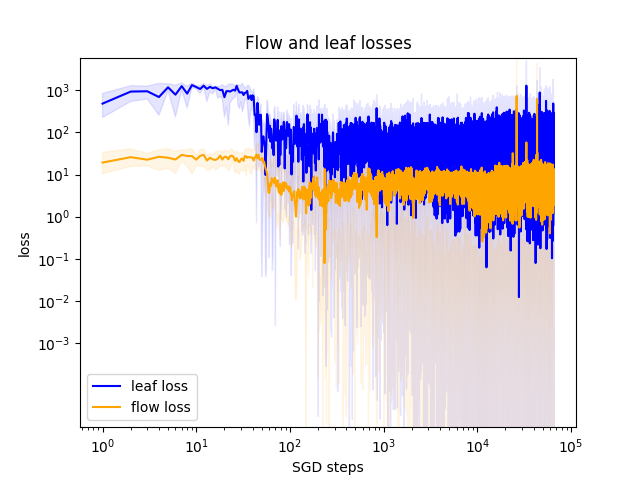 Flow and leaf losses
10³
10²
10¹
10⁰
10⁻¹
10⁻²
10⁻³
loss
leaf loss
flow loss
10⁰ 10¹ 10² 10³ 10⁴ 10⁵
SGD steps